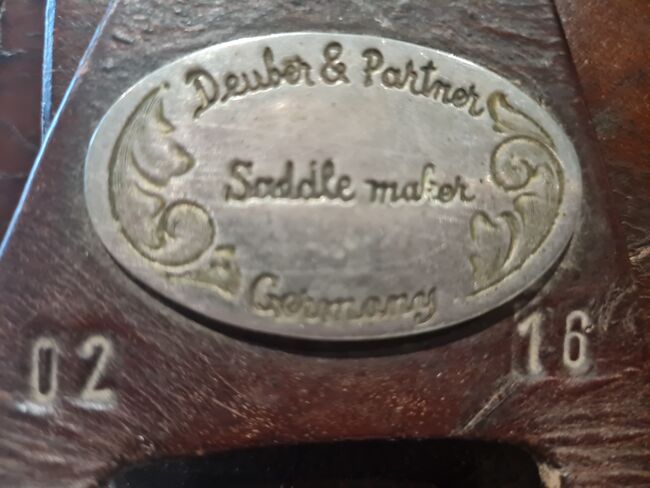 Deuber & Partner
Saddle maker
Germany
02 16